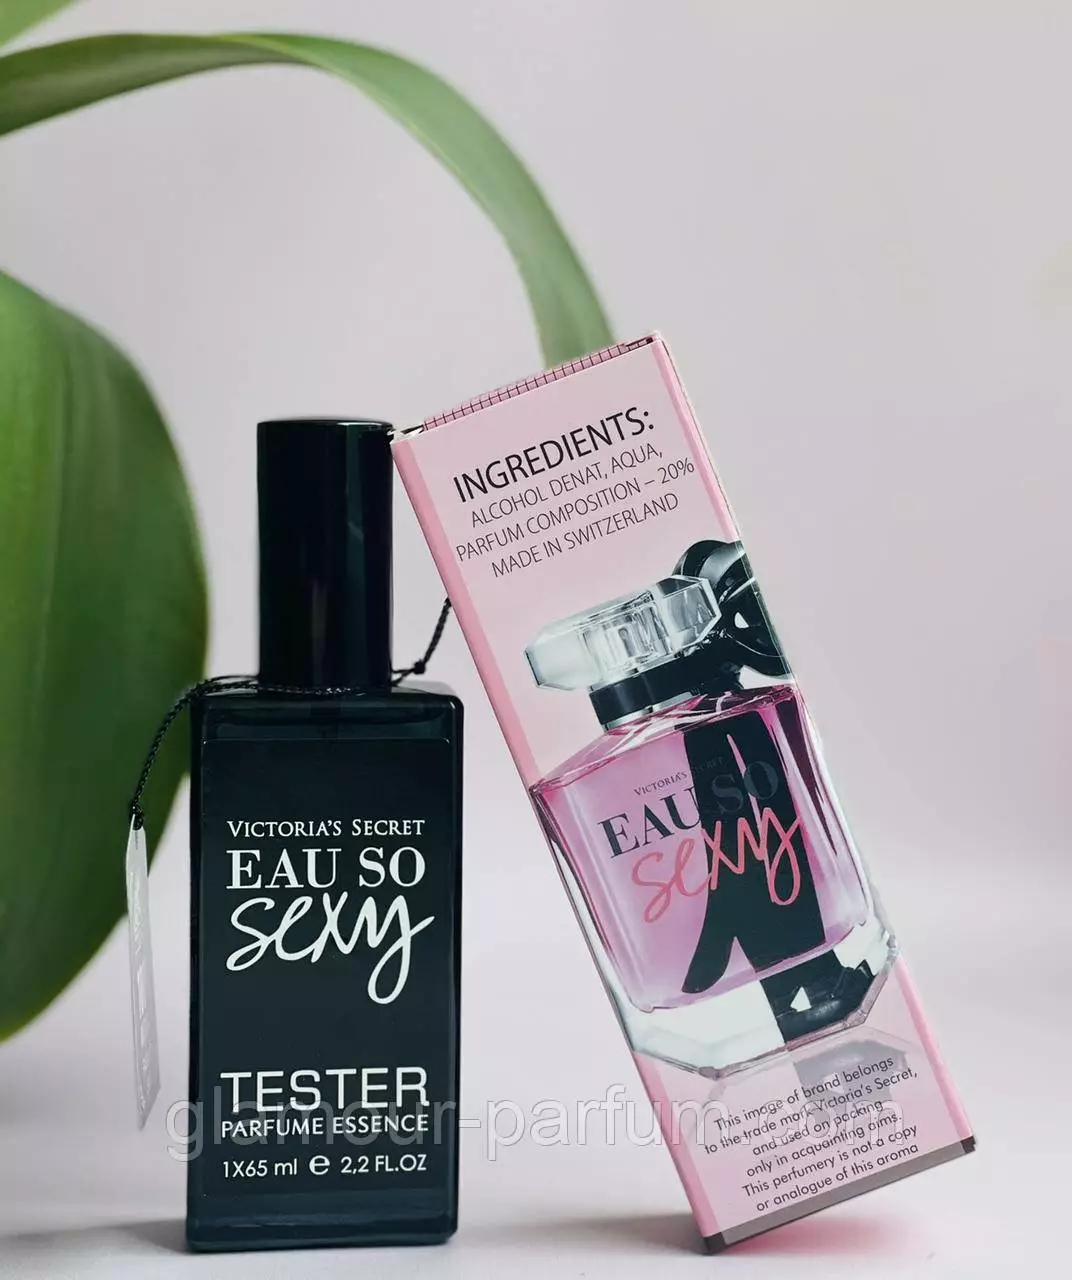 VICTORIA'S SECRET
EAU SO
sexy
TESTER
PARFUME ESSENCE
1X65 ml e 2,2 FL.OZ
INGREDIENTS:
ALCOHOL DENAT, AQUA,
PARFUM COMPOSITION – 20%
MADE IN SWITZERLAND
VICTORIA'S SECRET
EAU SO
sexy
This image of brand belongs
to the trade mark Victoria's Secret,
and used on packing
only in acquainting aims.
This perfumery is not a copy
or analogue of this aroma
glamour-parfum.com